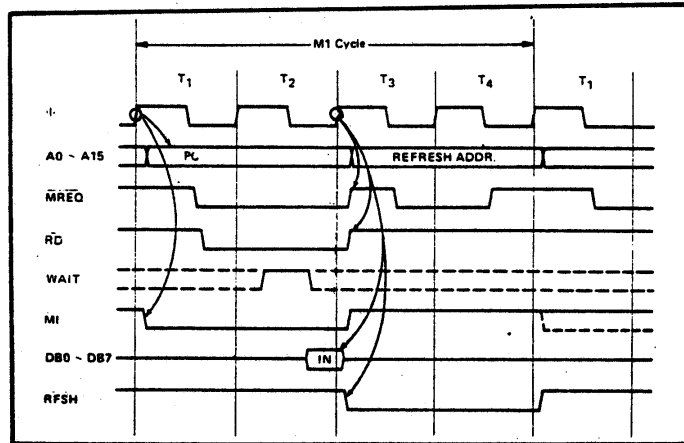 M1 Cycle
T1 T2 T3 T4 T1
Φ
A0 ~ A15 PC REFRESH ADDR.
MREQ
RD
WAIT
M1
DB0 ~ DB7 IN
RFSH